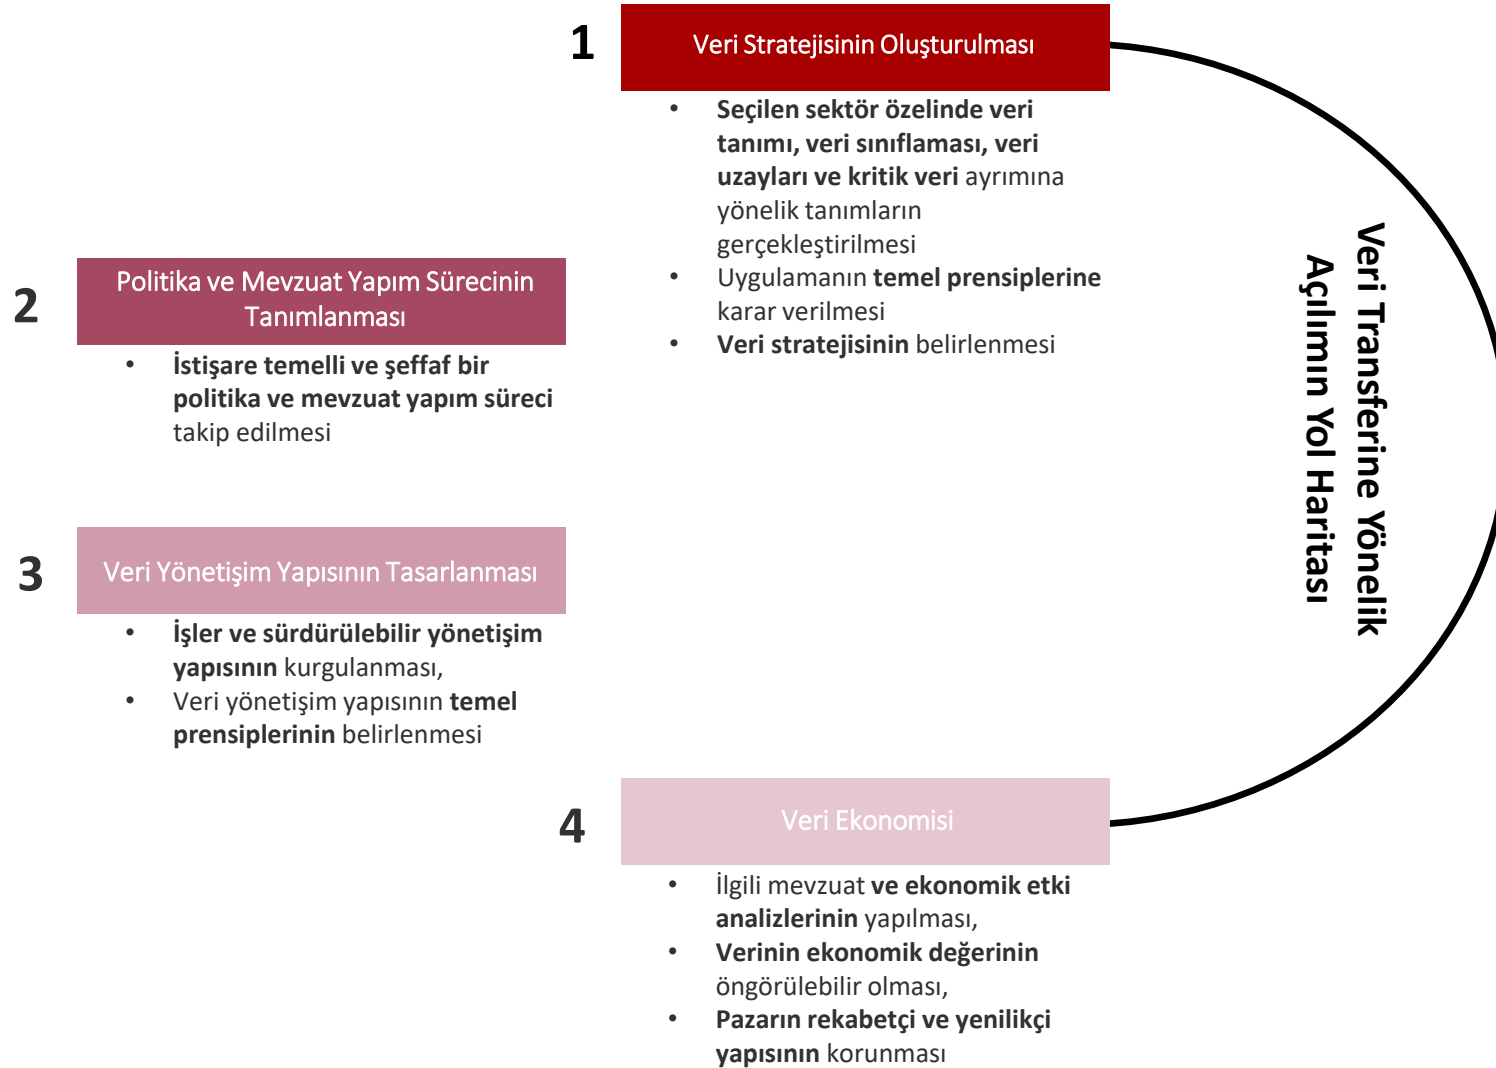 1
Veri Stratejisinin Oluşturulması
• Seçilen sektör özelinde veri
tanımı, veri sınıflaması, veri
uzayları ve kritik veri ayrımına
yönelik tanımların
gerçekleştirilmesi
• Uygulamanın temel prensiplerine
karar verilmesi
• Veri stratejisinin belirlenmesi
2
Politika ve Mevzuat Yapım Sürecinin
Tanımlanması
• İstişare temelli ve şeffaf bir
politika ve mevzuat yapım süreci
takip edilmesi
3
Veri Yönetişim Yapısının Tasarlanması
• İşler ve sürdürülebilir yönetişim
yapısının kurgulanması,
• Veri yönetişim yapısının temel
prensiplerinin belirlenmesi
4
Veri Ekonomisi
• İlgili mevzuat ve ekonomik etki
analizlerinin yapılması,
• Verinin ekonomik değerinin
öngörülebilir olması,
• Pazarın rekabetçi ve yenilikçi
yapısının korunması
Veri Transferine Yönelik
Açılımın Yol Haritası